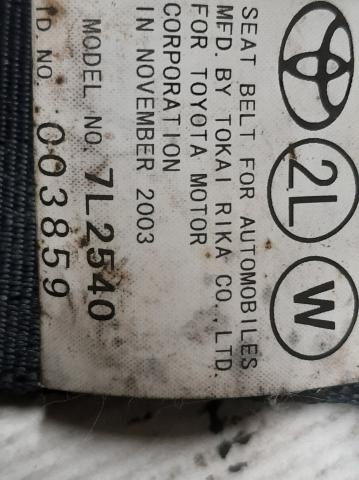 2L W
SEAT BELT FOR AUTOMOBILES
MFD. BY TOKAI RIKA CO., LTD.
FOR TOYOTA MOTOR
CORPORATION
IN NOVEMBER 2003
MODEL NO. 7L2540
ID NO. 003859